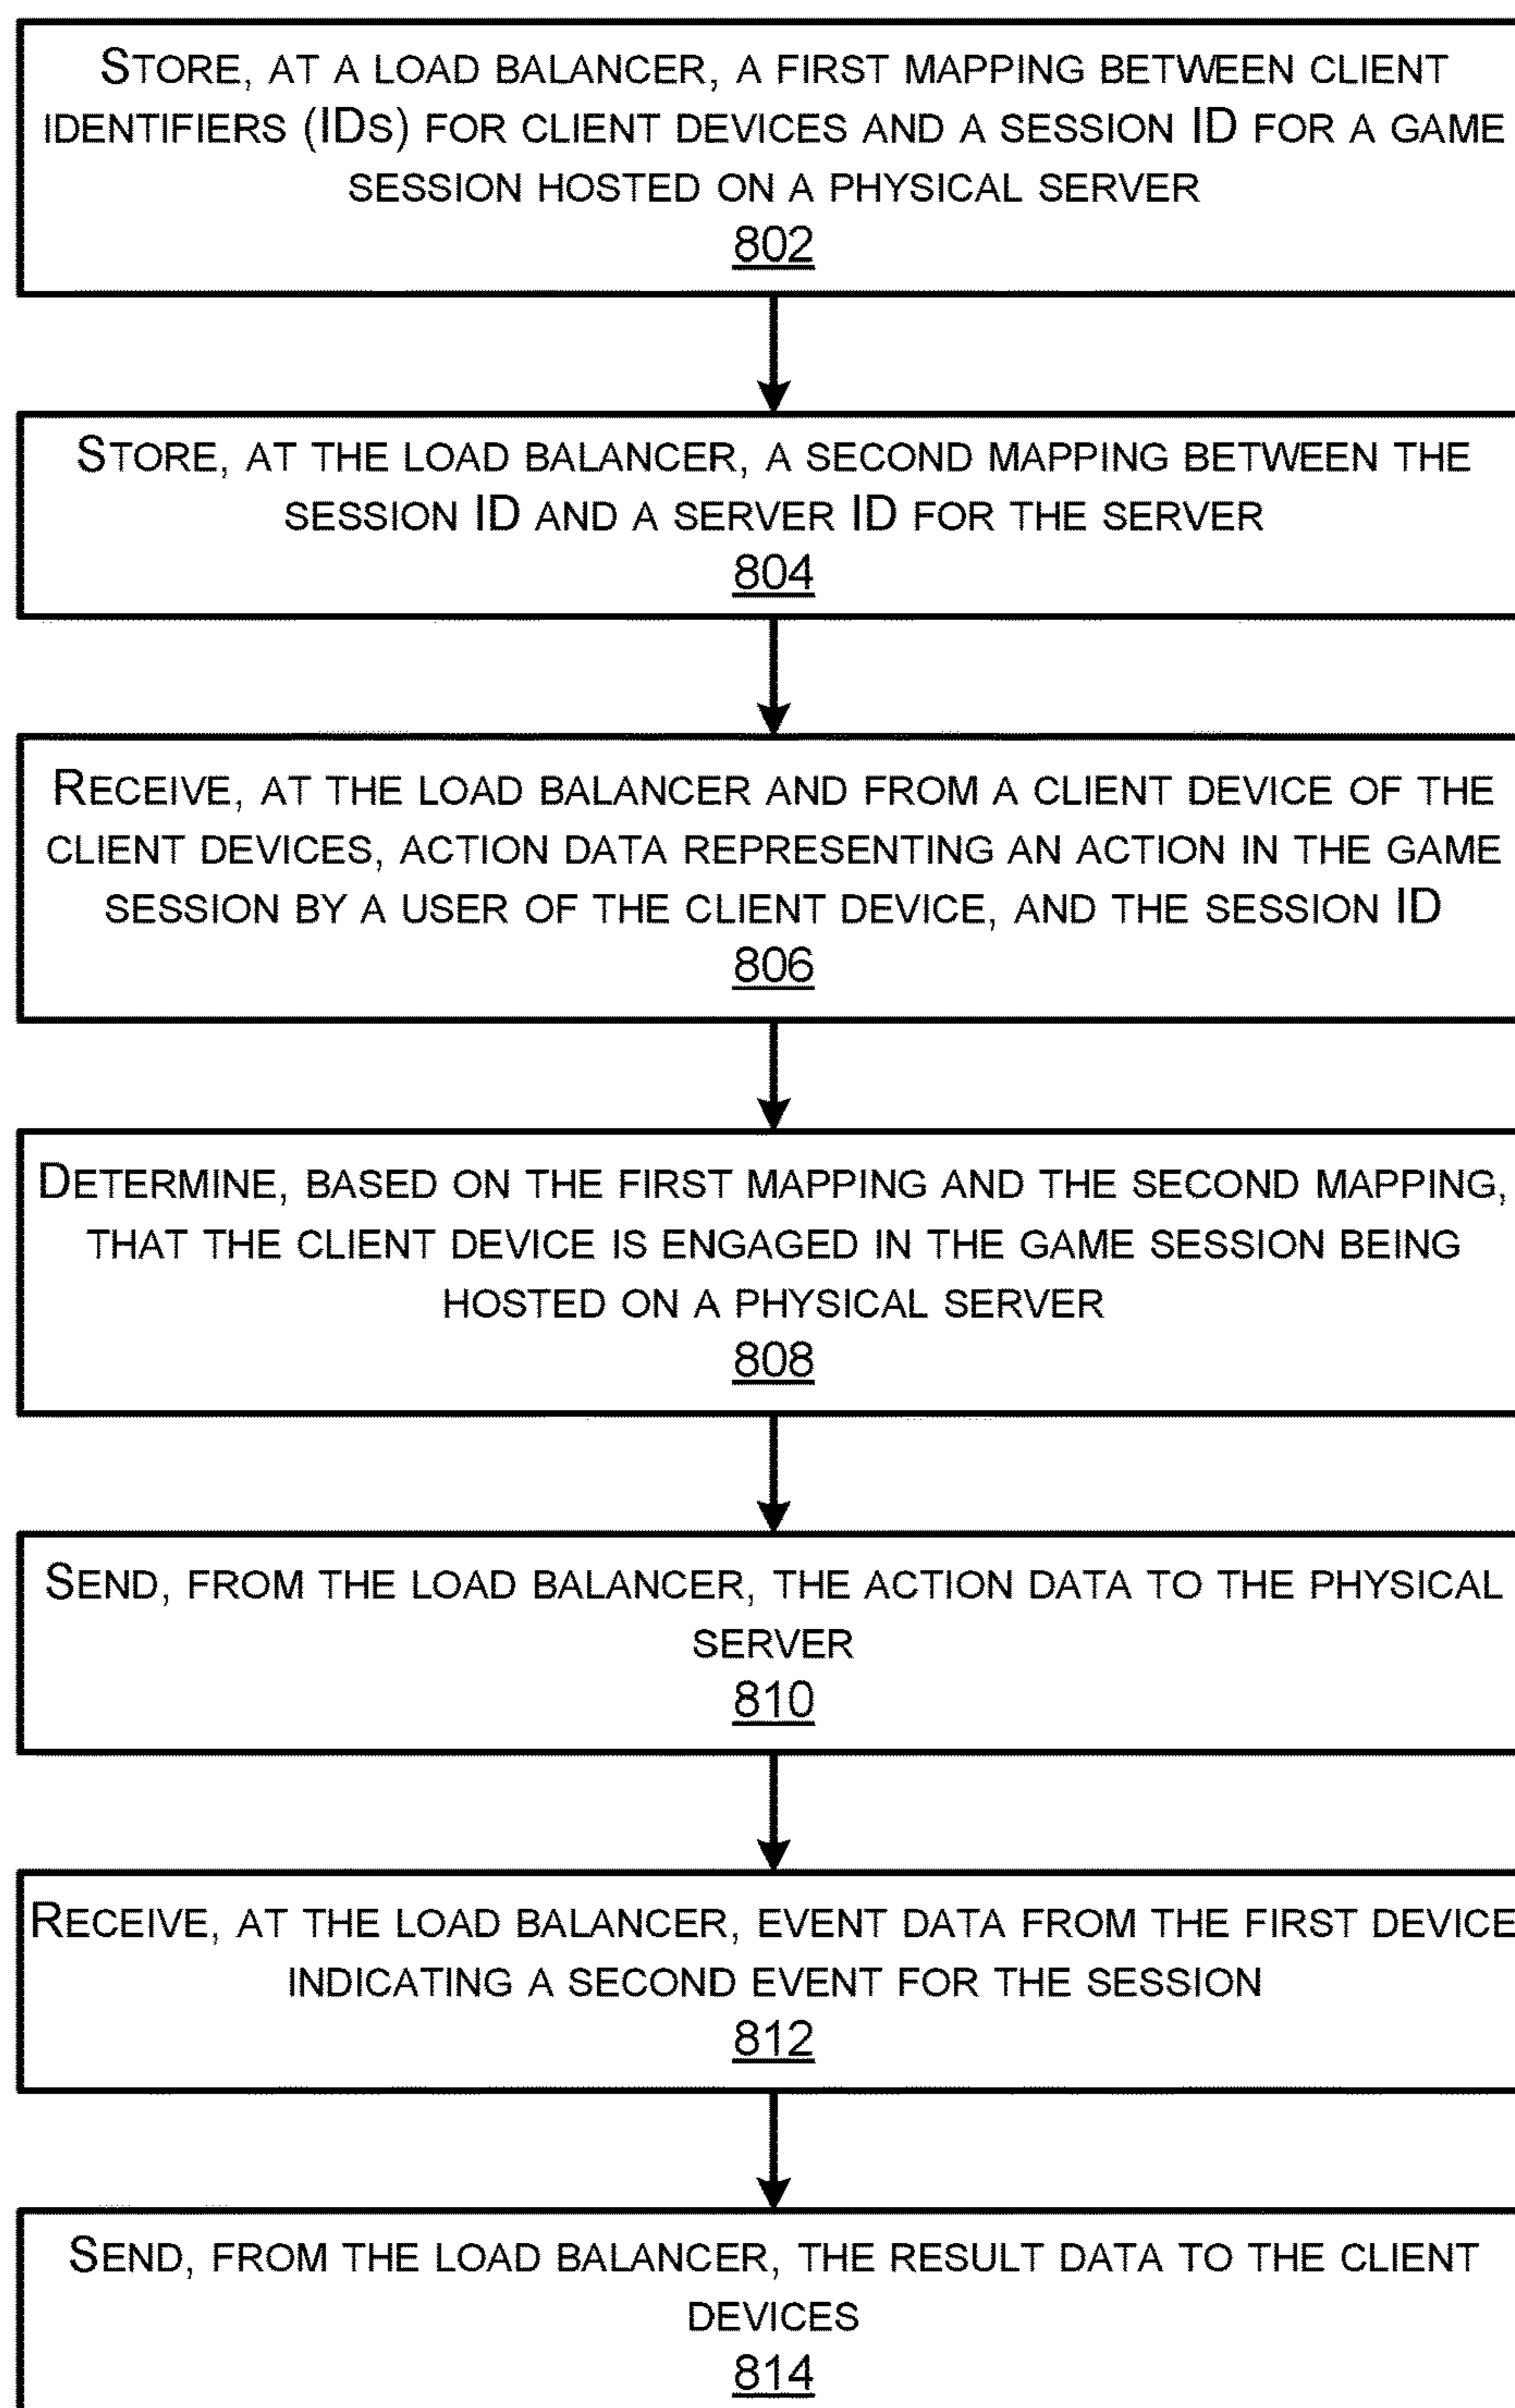 STORE, AT A LOAD BALANCER, A FIRST MAPPING BETWEEN CLIENT
IDENTIFIERS (IDS) FOR CLIENT DEVICES AND A SESSION ID FOR A GAME
SESSION HOSTED ON A PHYSICAL SERVER
802
STORE, AT THE LOAD BALANCER, A SECOND MAPPING BETWEEN THE
SESSION ID AND A SERVER ID FOR THE SERVER
804
RECEIVE, AT THE LOAD BALANCER AND FROM A CLIENT DEVICE OF THE
CLIENT DEVICES, ACTION DATA REPRESENTING AN ACTION IN THE GAME
SESSION BY A USER OF THE CLIENT DEVICE, AND THE SESSION ID
806
DETERMINE, BASED ON THE FIRST MAPPING AND THE SECOND MAPPING,
THAT THE CLIENT DEVICE IS ENGAGED IN THE GAME SESSION BEING
HOSTED ON A PHYSICAL SERVER
808
SEND, FROM THE LOAD BALANCER, THE ACTION DATA TO THE PHYSICAL
SERVER
810
RECEIVE, AT THE LOAD BALANCER, EVENT DATA FROM THE FIRST DEVICE
INDICATING A SECOND EVENT FOR THE SESSION
812
SEND, FROM THE LOAD BALANCER, THE RESULT DATA TO THE CLIENT
DEVICES
814